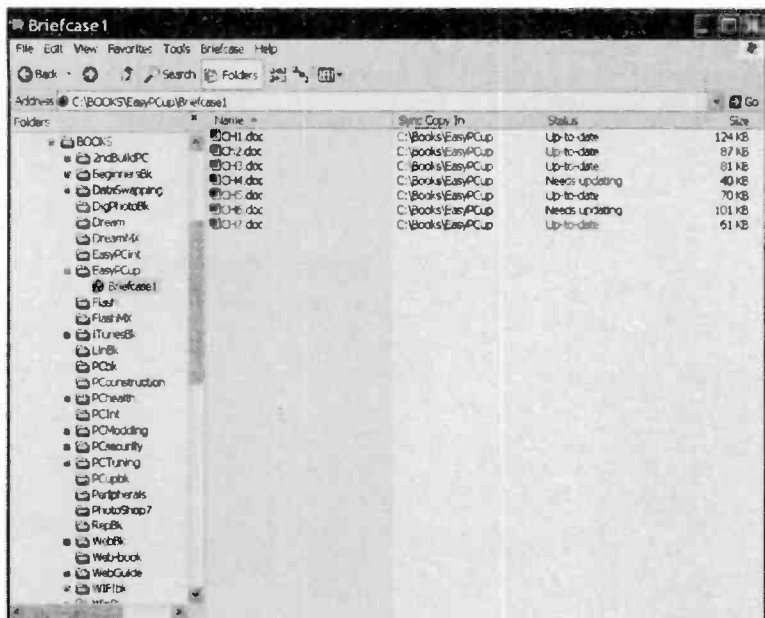 Briefcase1
File Edit View Favorites Tools Briefcase Help
Back Search Folders
Address C:\BOOKS\EasyPCup\Briefcase1 Go
Folders × Name Sync Copy In Status Size
CH1.doc C:\Books\EasyPCup Up-to-date 124 KB
Ch2.doc C:\Books\EasyPCup Up-to-date 87 KB
CH3.doc C:\Books\EasyPCup Up-to-date 81 KB
CH4.doc C:\Books\EasyPCup Needs updating 40 KB
CH5.doc C:\Books\EasyPCup Up-to-date 70 KB
CH6.doc C:\Books\EasyPCup Needs updating 101 KB
CH7.doc C:\Books\EasyPCup Up-to-date 61 KB
BOOKS
2ndBuildPC
BeginnersBk
DataSwapping
DigPhotoBk
Dream
DreamMX
EasyPCint
EasyPCup
Briefcase1
Flash
FlashMX
iTunesBk
LinBk
PCbk
PCconstruction
PChealth
PCInt
PCModding
PCsecurity
PCTuning
PCupbk
Peripherals
PhotoShop7
RepBk
WebBk
Web-book
WebGuide